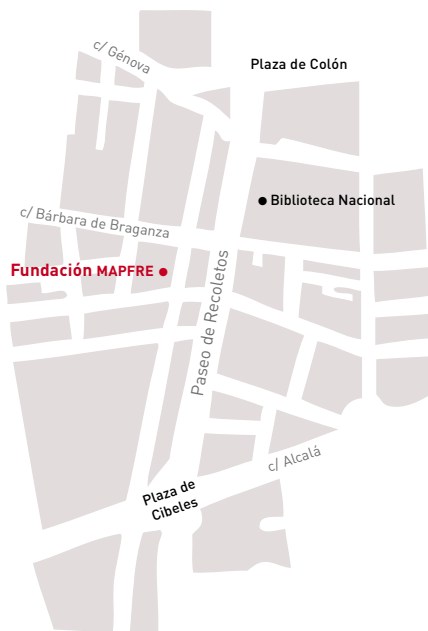 c/ Génova
Plaza de Colón
Biblioteca Nacional
c/ Bárbara de Braganza
Fundación MAPFRE
Paseo de Recoletos
c/ Alcalá
Plaza de
Cibeles